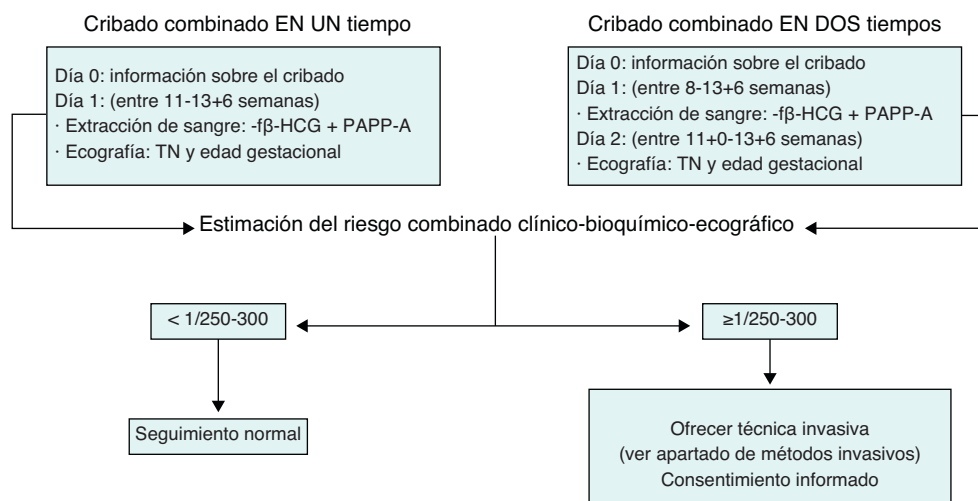 Cribado combinado EN UN tiempo
Día 0: información sobre el cribado
Día 1: (entre 11-13+6 semanas)
· Extracción de sangre: -fβ-HCG + PAPP-A
· Ecografía: TN y edad gestacional
Cribado combinado EN DOS tiempos
Día 0: información sobre el cribado
Día 1: (entre 8-13+6 semanas)
· Extracción de sangre: -fβ-HCG + PAPP-A
Día 2: (entre 11+0-13+6 semanas)
· Ecografía: TN y edad gestacional
Estimación del riesgo combinado clínico-bioquímico-ecográfico
< 1/250-300
≥1/250-300
Seguimiento normal
Ofrecer técnica invasiva
(ver apartado de métodos invasivos)
Consentimiento informado